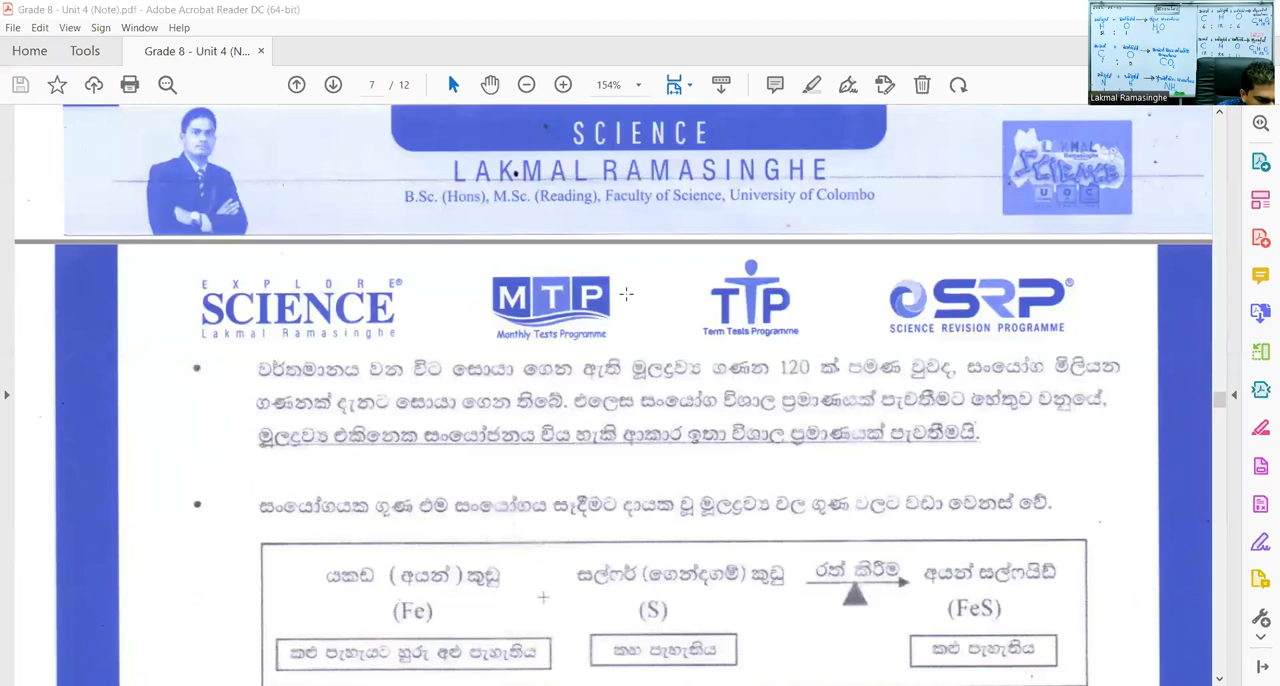 Grade 8 - Unit 4 (Note).pdf - Adobe Acrobat Reader DC (64-bit)
File Edit View Sign Window Help
Home Tools Grade 8 - Unit 4 (N... ×
7 / 12 154%
Lakmal Ramasinghe
SCIENCE
LAKMAL RAMASINGHE
B.Sc. (Hons), M.Sc. (Reading), Faculty of Science, University of Colombo
EXPLORE
SCIENCE®
Lakmal Ramasinghe
MTP
Monthly Tests Programme
TTP
Term Tests Programme
SRP®
SCIENCE REVISION PROGRAMME
• වර්තමානය වන විට සොයා ගෙන ඇති මූලද්‍රව්‍ය ගණන 120 ක් පමණ වුවද, සංයෝග මිලියන
ගණනක් දැනට සොයා ගෙන තිබේ. එලෙස සංයෝග විශාල ප්‍රමාණයක් පැවතීමට හේතුව වනුයේ,
මූලද්‍රව්‍ය එකිනෙක සංයෝජනය විය හැකි ආකාර ඉතා විශාල ප්‍රමාණයක් පැවතීමයි.
• සංයෝගයක ගුණ එම සංයෝගය සෑදීමට දායක වූ මූලද්‍රව්‍ය වල ගුණ වලට වඩා වෙනස් වේ.
යකඩ ( අයන් ) කුඩු + සල්ෆර් (ගෙන්දගම්) කුඩු රත් කිරීම අයන් සල්ෆයිඩ්
(Fe) (S) (FeS)
කළු පැහැයට හුරු අළු පැහැතිය කහ පැහැතිය කළු පැහැතිය